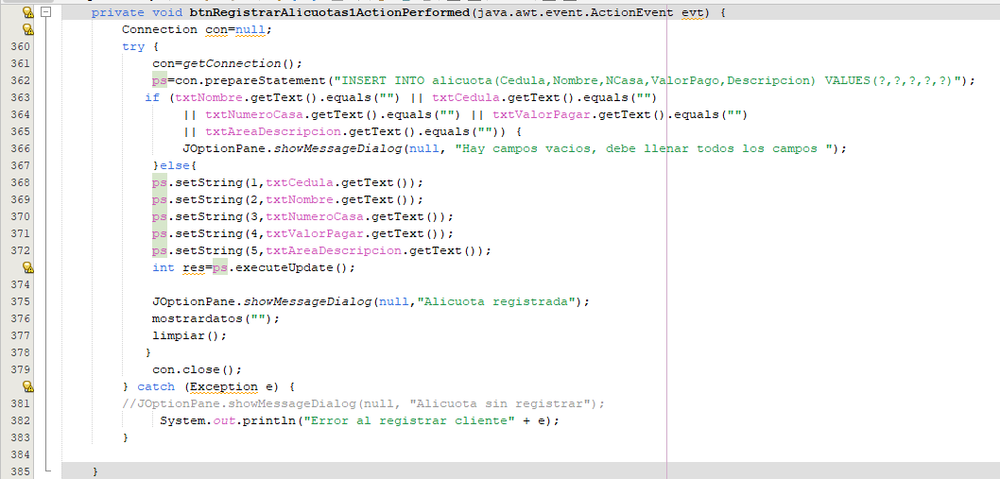 private void btnRegistrarAlicuotas1ActionPerformed(java.awt.event.ActionEvent evt) {
Connection con=null;
360 try {
361 con=getConnection();
362 ps=con.prepareStatement("INSERT INTO alicuota(Cedula,Nombre,NCasa,ValorPago,Descripcion) VALUES(?,?,?,?,?)");
363 if (txtNombre.getText().equals("") || txtCedula.getText().equals("")
364 || txtNumeroCasa.getText().equals("") || txtValorPagar.getText().equals("")
365 || txtAreaDescripcion.getText().equals("")) {
366 JOptionPane.showMessageDialog(null, "Hay campos vacios, debe llenar todos los campos ");
367 }else{
368 ps.setString(1,txtCedula.getText());
369 ps.setString(2,txtNombre.getText());
370 ps.setString(3,txtNumeroCasa.getText());
371 ps.setString(4,txtValorPagar.getText());
372 ps.setString(5,txtAreaDescripcion.getText());
int res=ps.executeUpdate();
374
375 JOptionPane.showMessageDialog(null,"Alicuota registrada");
376 mostrardatos("");
377 limpiar();
378 }
379 con.close();
} catch (Exception e) {
381 //JOptionPane.showMessageDialog(null, "Alicuota sin registrar");
382 System.out.println("Error al registrar cliente" + e);
383 }
384
385 }